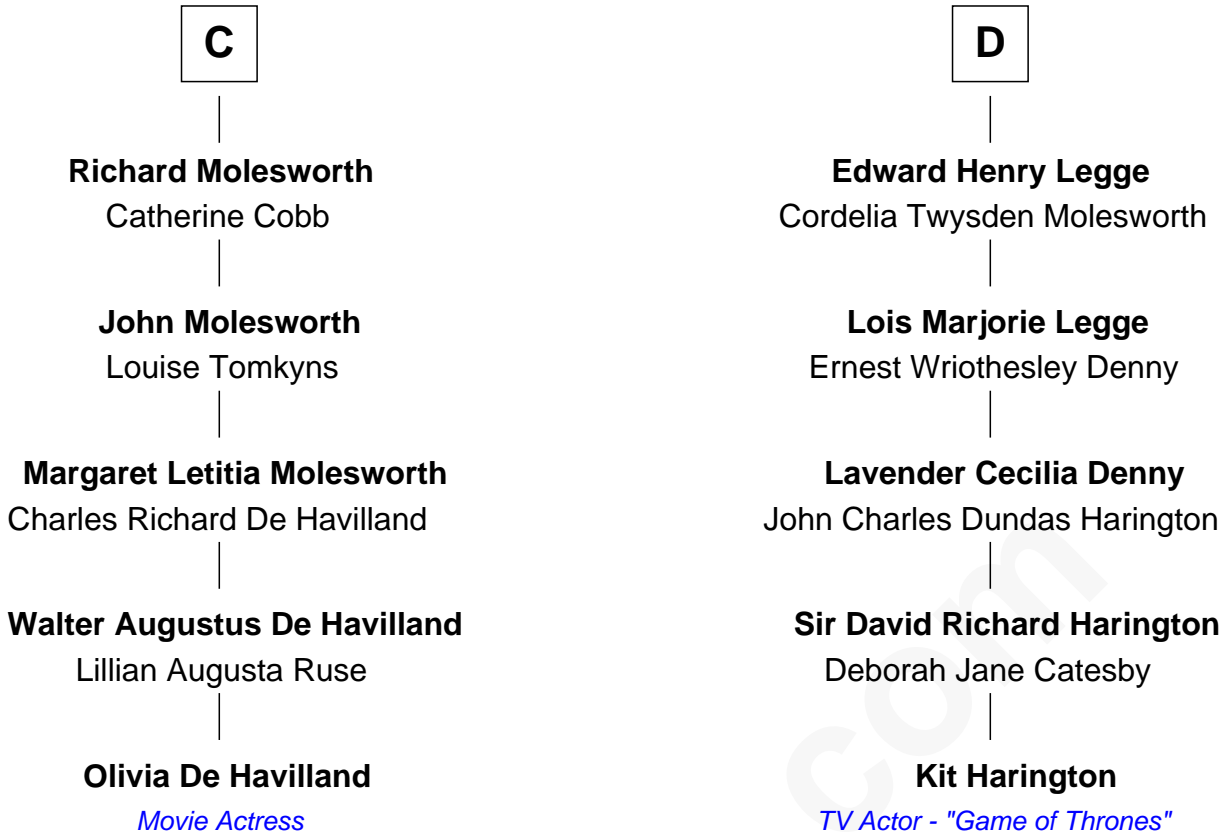 C
Richard Molesworth
Catherine Cobb
John Molesworth
Louise Tomkyns
Margaret Letitia Molesworth
Charles Richard De Havilland
Walter Augustus De Havilland
Lillian Augusta Ruse
Olivia De Havilland
Movie Actress
D
Edward Henry Legge
Cordelia Twysden Molesworth
Lois Marjorie Legge
Ernest Wriothesley Denny
Lavender Cecilia Denny
John Charles Dundas Harington
Sir David Richard Harington
Deborah Jane Catesby
Kit Harington
TV Actor - "Game of Thrones"
com